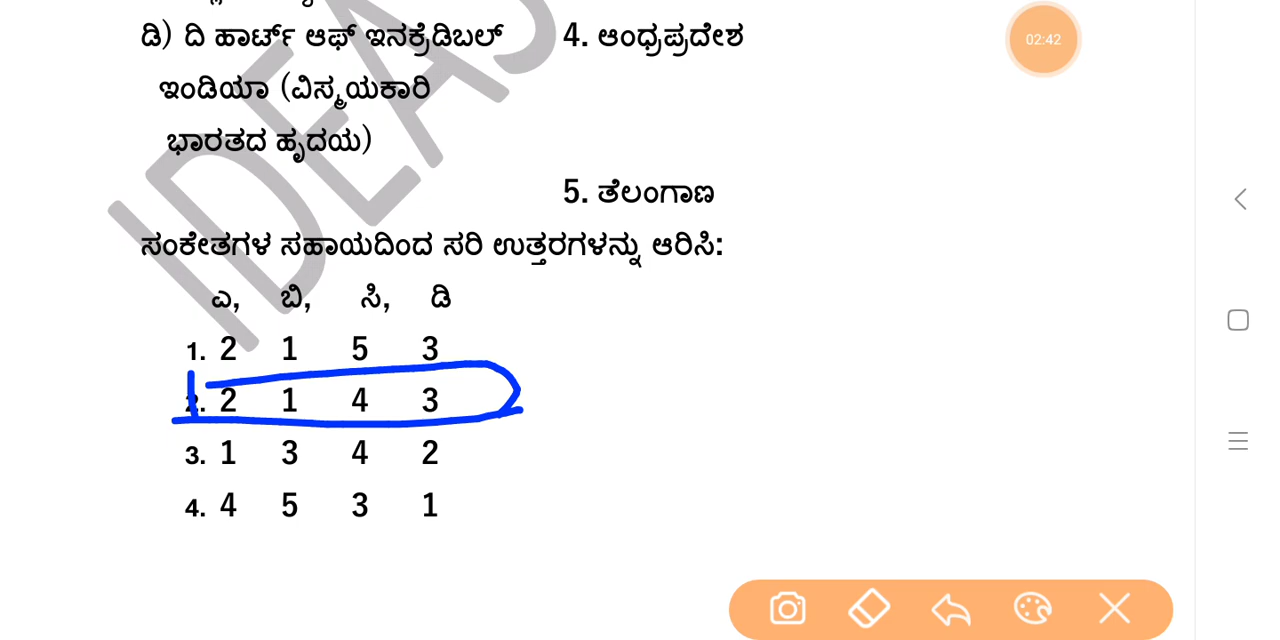 ಡಿ) ದಿ ಹಾರ್ಟ್ ಆಫ್ ಇನಕ್ರೆಡಿಬಲ್ 4. ಆಂಧ್ರಪ್ರದೇಶ
02:42
ಇಂಡಿಯಾ (ವಿಸ್ಮಯಕಾರಿ
ಭಾರತದ ಹೃದಯ)
5. ತೆಲಂಗಾಣ
ಸಂಕೇತಗಳ ಸಹಾಯದಿಂದ ಸರಿ ಉತ್ತರಗಳನ್ನು ಆರಿಸಿ:
ಎ, ಬಿ, ಸಿ, ಡಿ
1. 2 1 5 3
2. 2 1 4 3
3. 1 3 4 2
4. 4 5 3 1
IDEAS